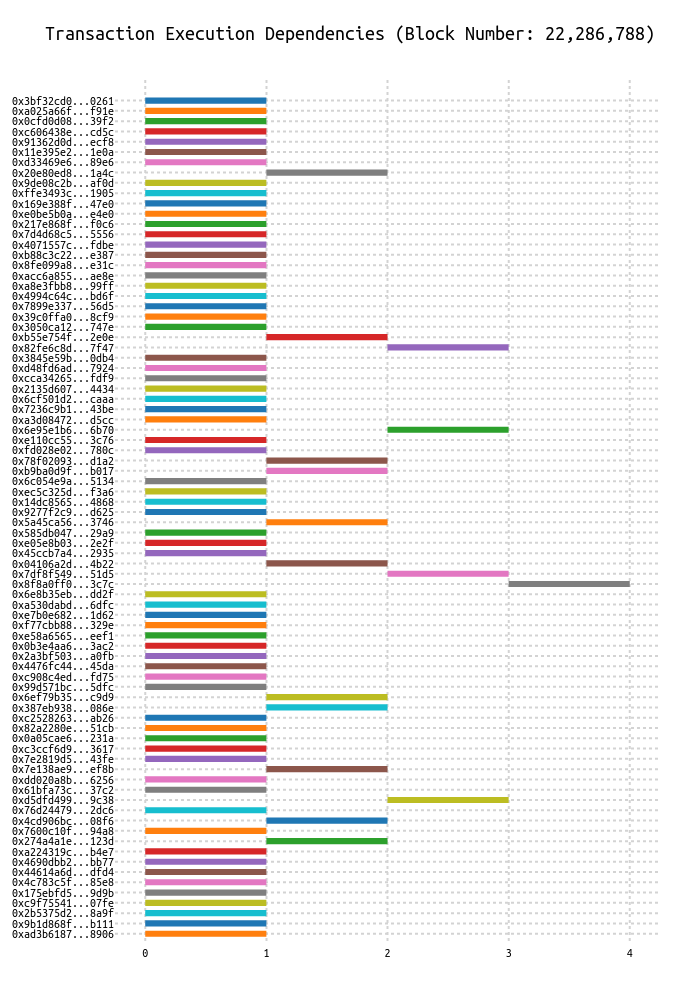 Transaction Execution Dependencies (Block Number: 22,286,788)
0x3bf32cd0...0261
0xa025a66f...f91e
0x0cfd0d08...39f2
0xc606438e...cd5c
0x91362d0d...ecf8
0x11e395e2...1e0a
0xd33469e6...89e6
0x20e80ed8...1a4c
0x9de08c2b...af0d
0xffe3493c...1905
0x169e388f...47e0
0xe0be5b0a...e4e0
0x217e868f...f0c6
0x7d4d68c5...5556
0x4071557c...fdbe
0xb88c3c22...e387
0x8fe099a8...e31c
0xacc6a855...ae8e
0xa8e3fbb8...99ff
0x4994c64c...bd6f
0x7899e337...56d5
0x39c0ffa0...8cf9
0x3050ca12...747e
0xb55e754f...2e0e
0x82fe6c8d...7f47
0x3845e59b...0db4
0xd48fd6ad...7924
0xcca34265...fdf9
0x2135d607...4434
0x6cf501d2...caaa
0x7236c9b1...43be
0xa3d08472...d5cc
0x6e95e1b6...6b70
0xe110cc55...3c76
0xfd028e02...780c
0x78f02093...d1a2
0xb9ba0d9f...b017
0x6c054e9a...5134
0xec5c325d...f3a6
0x14dc8565...4868
0x9277f2c9...d625
0x5a45ca56...3746
0x585db047...29a9
0xe05e8b03...2e2f
0x45ccb7a4...2935
0x04106a2d...4b22
0x7df8f549...51d5
0x8f8a0ff0...3c7c
0x6e8b35eb...dd2f
0xa530dabd...6dfc
0xe7b0e682...1d62
0xf77cbb88...329e
0xe58a6565...eef1
0x0b3e4aa6...3ac2
0x2a3bf503...a0fb
0x4476fc44...45da
0xc908c4ed...fd75
0x99d571bc...5dfc
0x6ef79b35...c9d9
0x387eb938...086e
0xc2528263...ab26
0x82a2280e...51cb
0x0a05cae6...231a
0xc3ccf6d9...3617
0x7e2819d5...43fe
0x7e138ae9...ef8b
0xdd020a8b...6256
0x61bfa73c...37c2
0xd5dfd499...9c38
0x76d24479...2dc6
0x4cd906bc...08f6
0x7600c10f...94a8
0x274a4a1e...123d
0xa224319c...b4e7
0x4690dbb2...bb77
0x44614a6d...dfd4
0x4c783c5f...85e8
0x175ebfd5...9d9b
0xc9f75541...07fe
0x2b5375d2...8a9f
0x9b1d868f...b111
0xad3b6187...8906
0 1 2 3 4